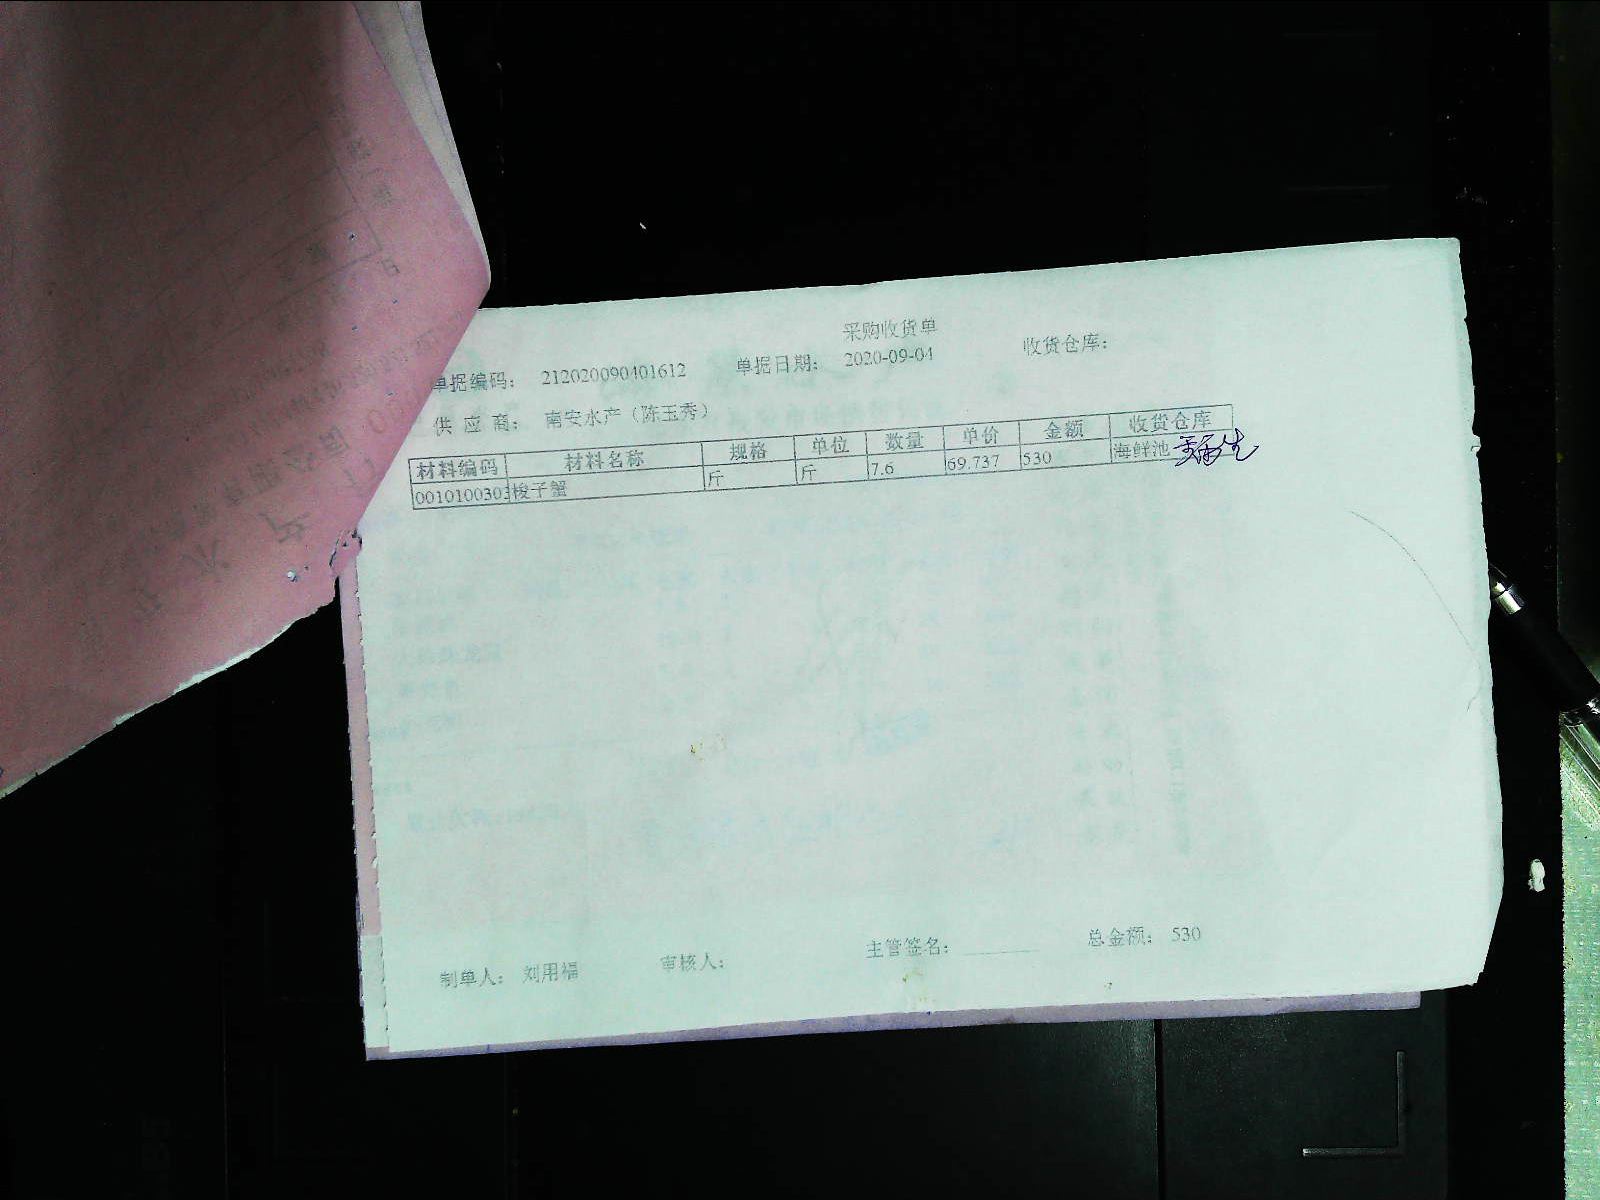 采购收货单
单据编码： 212020090401612 单据日期： 2020-09-04 收货仓库：
供 应 商： 南安水产（陈玉秀）
材料编码 材料名称 规格 单位 数量 单价 金额 收货仓库
0010100303 梭子蟹 斤 斤 7.6 69.737 530 海鲜池
制单人： 刘用福 审核人： 主管签名： 总金额： 530